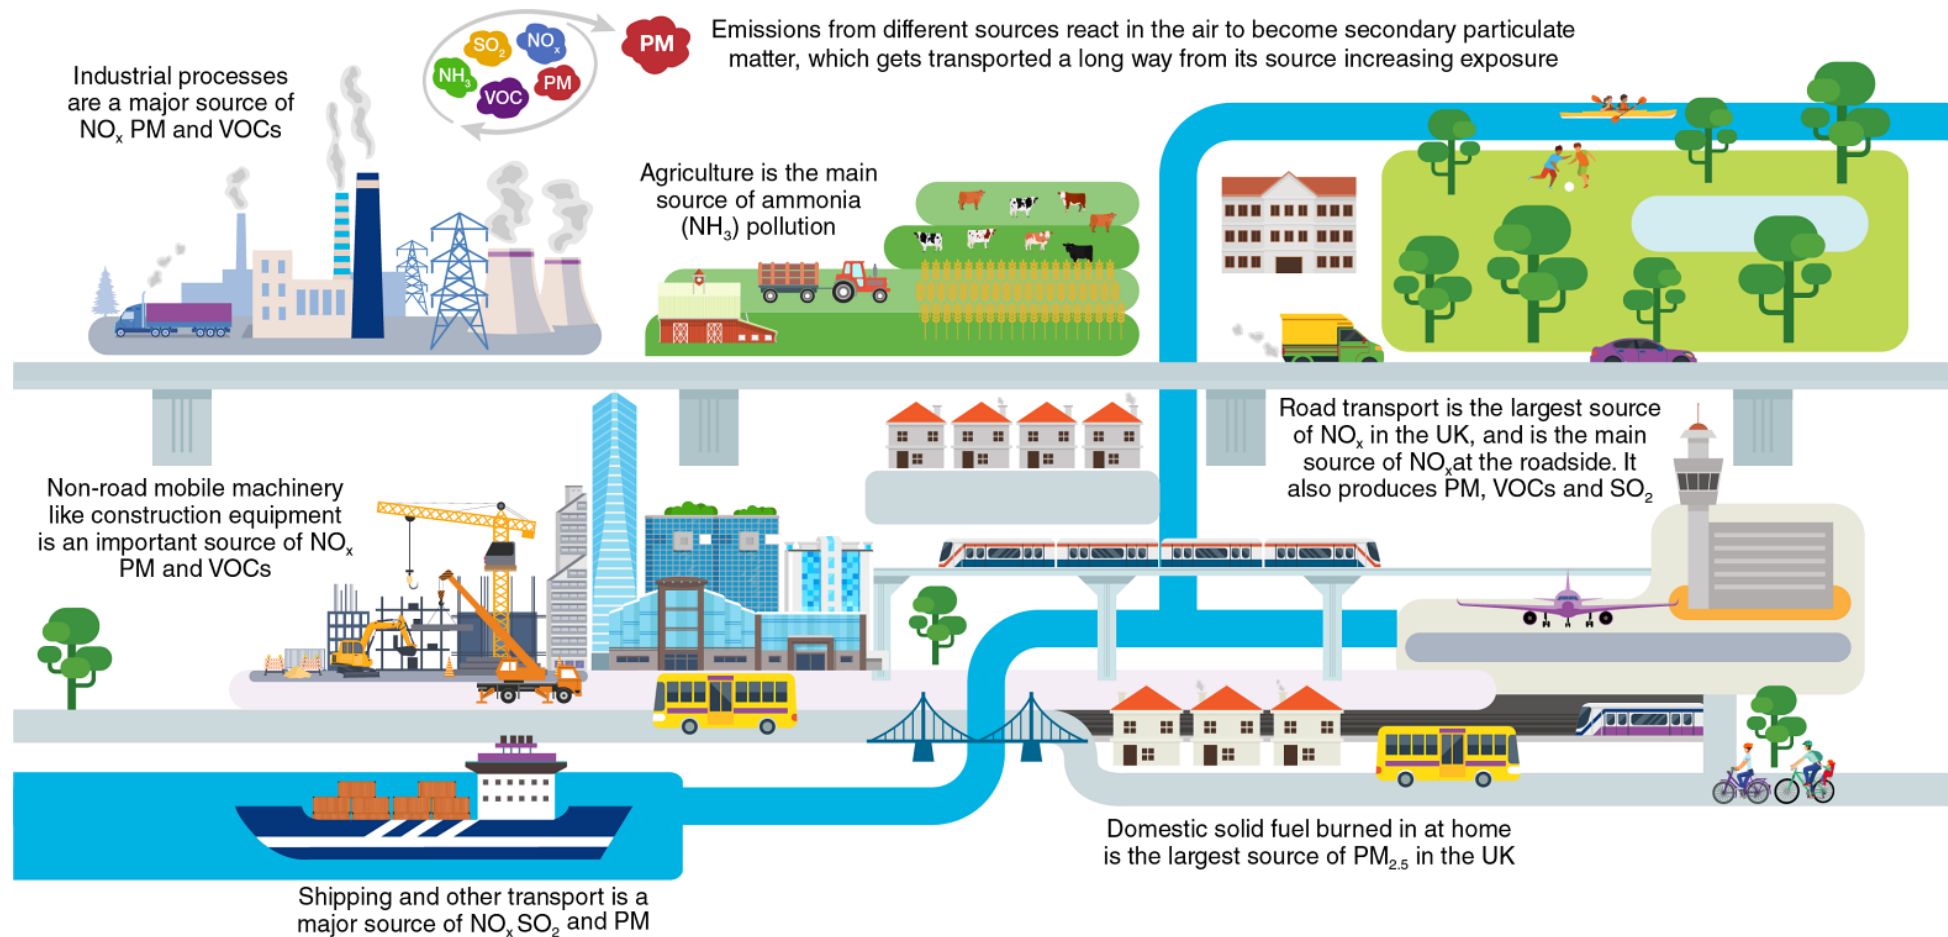 Emissions from different sources react in the air to become secondary particulate
matter, which gets transported a long way from its source increasing exposure
SO₂
NOₓ
NH₃
VOC
PM
PM
Industrial processes
are a major source of
NOₓ PM and VOCs
Agriculture is the main
source of ammonia
(NH₃) pollution
Road transport is the largest source
of NOₓ in the UK, and is the main
source of NOₓat the roadside. It
also produces PM, VOCs and SO₂
Non-road mobile machinery
like construction equipment
is an important source of NOₓ
PM and VOCs
Domestic solid fuel burned in at home
is the largest source of PM₂.₅ in the UK
Shipping and other transport is a
major source of NOₓ SO₂ and PM